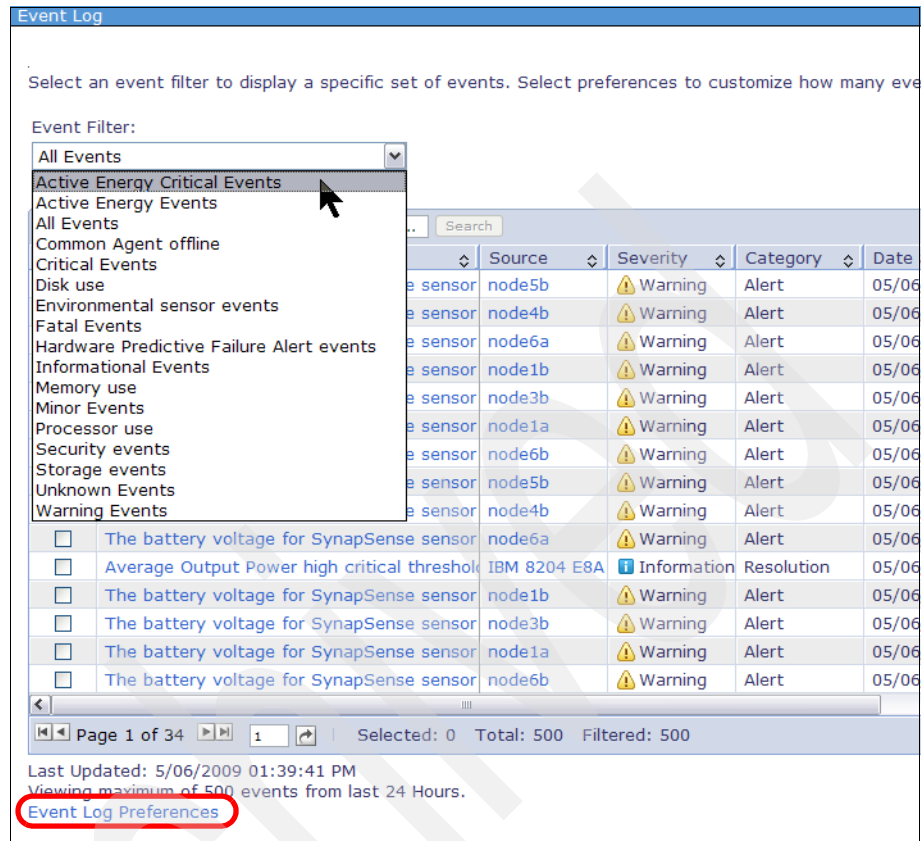 Event Log
Select an event filter to display a specific set of events. Select preferences to customize how many eve
Event Filter:
All Events
Active Energy Critical Events
Active Energy Events
All Events
Common Agent offline
Critical Events
Disk use
Environmental sensor events
Fatal Events
Hardware Predictive Failure Alert events
Informational Events
Memory use
Minor Events
Processor use
Security events
Storage events
Unknown Events
Warning Events
.. Search
Source Severity Category Date
e sensor node5b Warning Alert 05/06
e sensor node4b Warning Alert 05/06
e sensor node6a Warning Alert 05/06
e sensor node1b Warning Alert 05/06
e sensor node3b Warning Alert 05/06
e sensor node1a Warning Alert 05/06
e sensor node6b Warning Alert 05/06
e sensor node5b Warning Alert 05/06
e sensor node4b Warning Alert 05/06
The battery voltage for SynapSense sensor node6a Warning Alert 05/06
Average Output Power high critical threshol IBM 8204 E8A Information Resolution 05/06
The battery voltage for SynapSense sensor node1b Warning Alert 05/06
The battery voltage for SynapSense sensor node3b Warning Alert 05/06
The battery voltage for SynapSense sensor node1a Warning Alert 05/06
The battery voltage for SynapSense sensor node6b Warning Alert 05/06
Page 1 of 34 1 Selected: 0 Total: 500 Filtered: 500
Last Updated: 5/06/2009 01:39:41 PM
Viewing maximum of 500 events from last 24 Hours.
Event Log Preferences